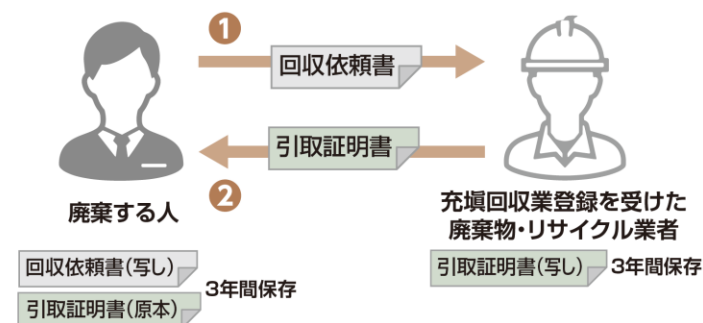 1
回収依頼書
引取証明書
2
廃棄する人
充塡回収業登録を受けた
廃棄物・リサイクル業者
回収依頼書(写し)
引取証明書(原本)
3年間保存
引取証明書(写し)
3年間保存